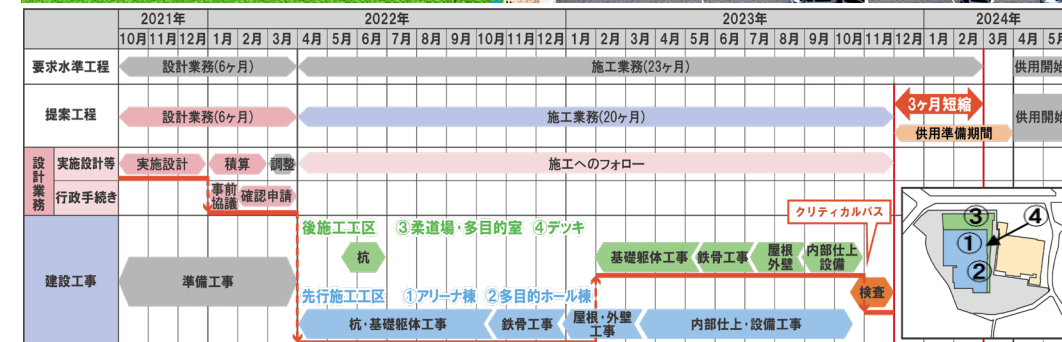 2021年 2022年 2023年 2024年
10月 11月 12月 1月 2月 3月 4月 5月 6月 7月 8月 9月 10月 11月 12月 1月 2月 3月 4月 5月 6月 7月 8月 9月 10月 11月 12月 1月 2月 3月 4月 5月
要求水準工程 設計業務(6ヶ月) 施工業務(23ヶ月) 供用開始
提案工程 設計業務(6ヶ月) 施工業務(20ヶ月) 3ヶ月短縮 供用開始
供用準備期間
設計業務
実施設計等 実施設計 積算 調整 施工へのフォロー
行政手続き 事前協議 確認申請
クリティカルパス
建設工事
準備工事
後施工工区 ③柔道場・多目的室 ④デッキ
杭 基礎躯体工事 鉄骨工事 屋根外壁 内部仕上設備
検査
先行施工工区 ①アリーナ棟 ②多目的ホール棟
杭・基礎躯体工事 鉄骨工事 屋根・外壁工事 内部仕上・設備工事
③ ④
①
②